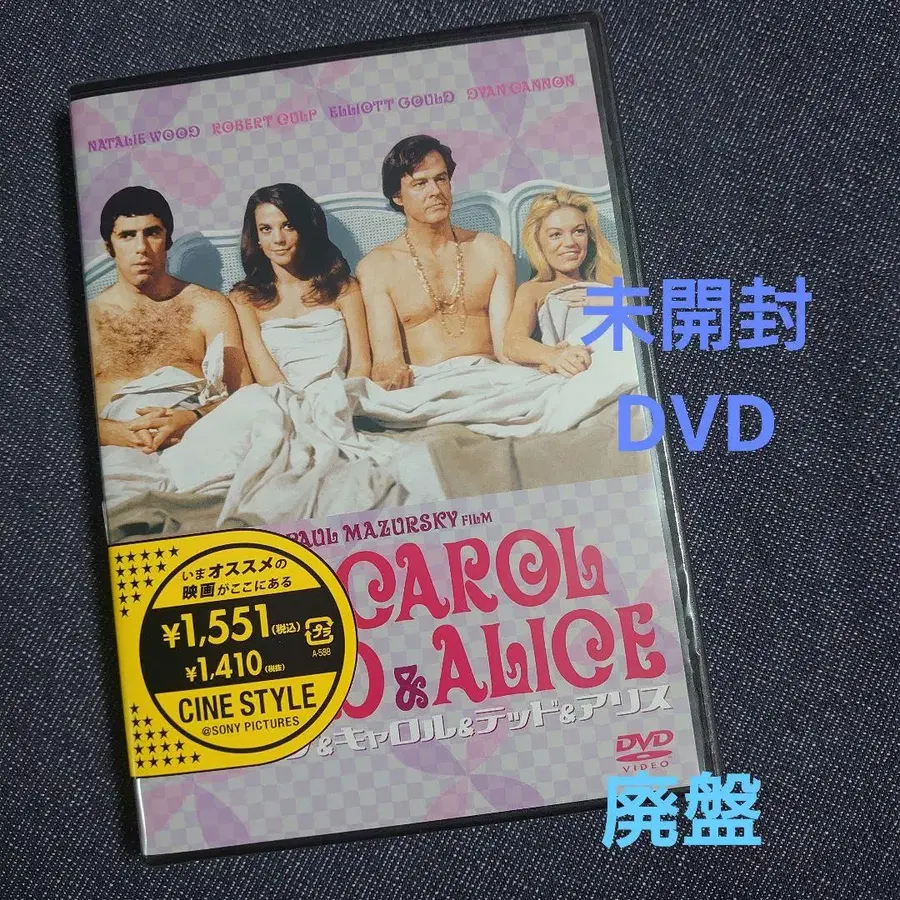 NATALIE WOOD ROBERT CULP ELLIOTT GOULD DYAN CANNON
未開封
DVD
PAUL MAZURSKY FILM
CAROL
& ALICE
&キャロル&テッド&アリス
いまオススメの
映画がここにある
¥1,551(税込)
プラ
A-588
¥1,410(税抜)
CINE STYLE
@SONY PICTURES
DVD
VIDEO
廃盤